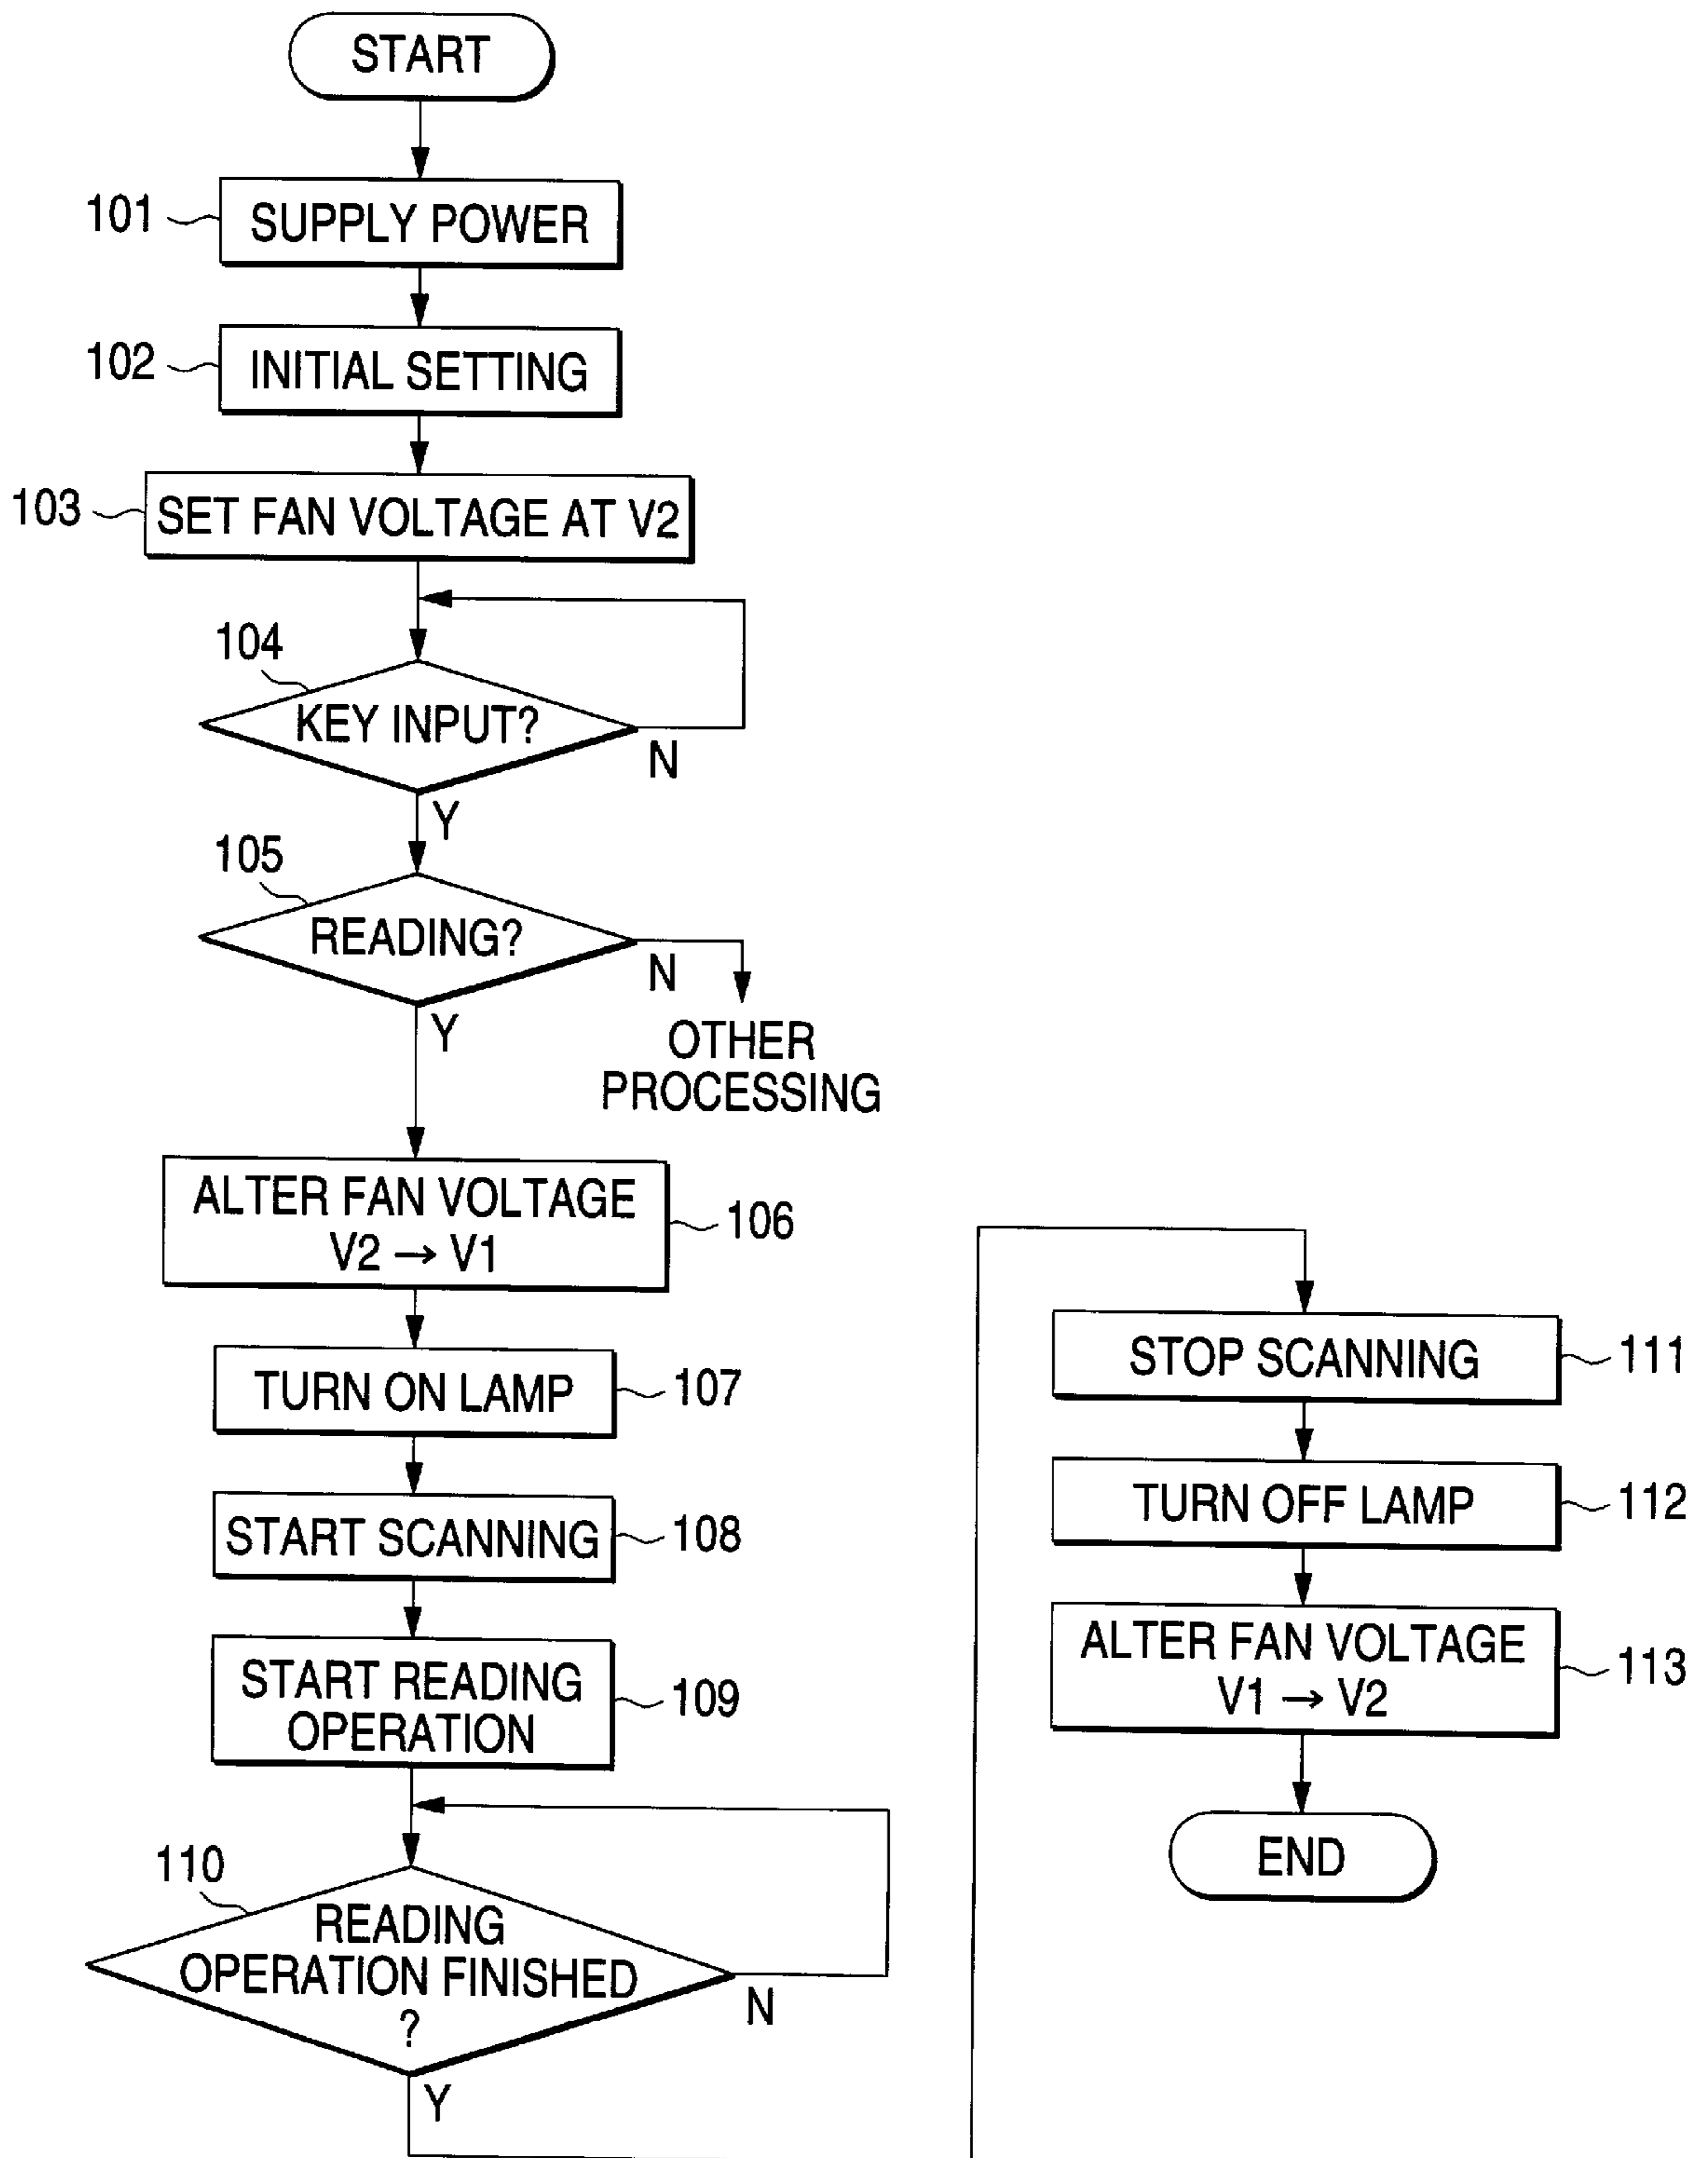 START
101
SUPPLY POWER
102
INITIAL SETTING
103
SET FAN VOLTAGE AT V2
104
KEY INPUT?
N
Y
105
READING?
N
Y
OTHER
PROCESSING
ALTER FAN VOLTAGE
V2 → V1
106
TURN ON LAMP
107
START SCANNING
108
START READING
OPERATION
109
110
READING
OPERATION FINISHED
?
N
Y
STOP SCANNING
111
TURN OFF LAMP
112
ALTER FAN VOLTAGE
V1 → V2
113
END